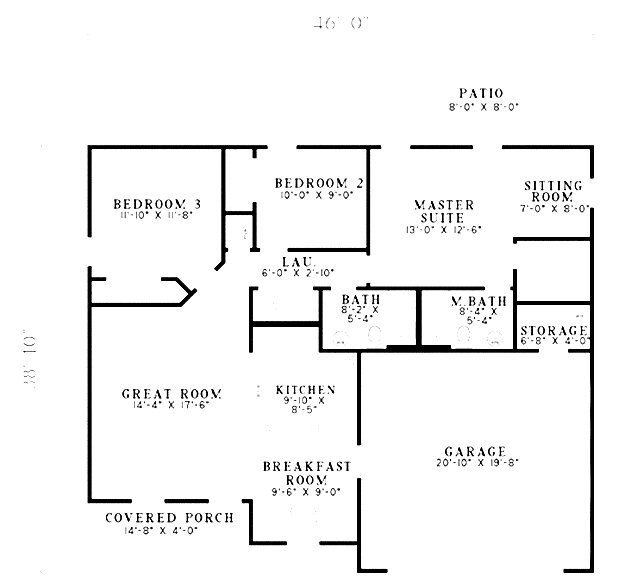 46'-0"
PATIO
8'-0" X 8'-0"
BEDROOM 3
11'-10" X 11'-8"
BEDROOM 2
10'-0" X 9'-0"
MASTER
SUITE
13'-0" X 12'-6"
SITTING
ROOM
7'-0" X 8'-0"
LAU.
6'-0" X 2'-10"
BATH
8'-2" X
5'-4"
M.BATH
8'-4" X
5'-4"
STORAGE
6'-8" X 4'-0"
38'-10"
GREAT ROOM
14'-4" X 17'-6"
KITCHEN
9'-10" X
8'-5"
GARAGE
20'-10" X 19'-8"
BREAKFAST
ROOM
9'-6" X 9'-0"
COVERED PORCH
14'-8" X 4'-0"